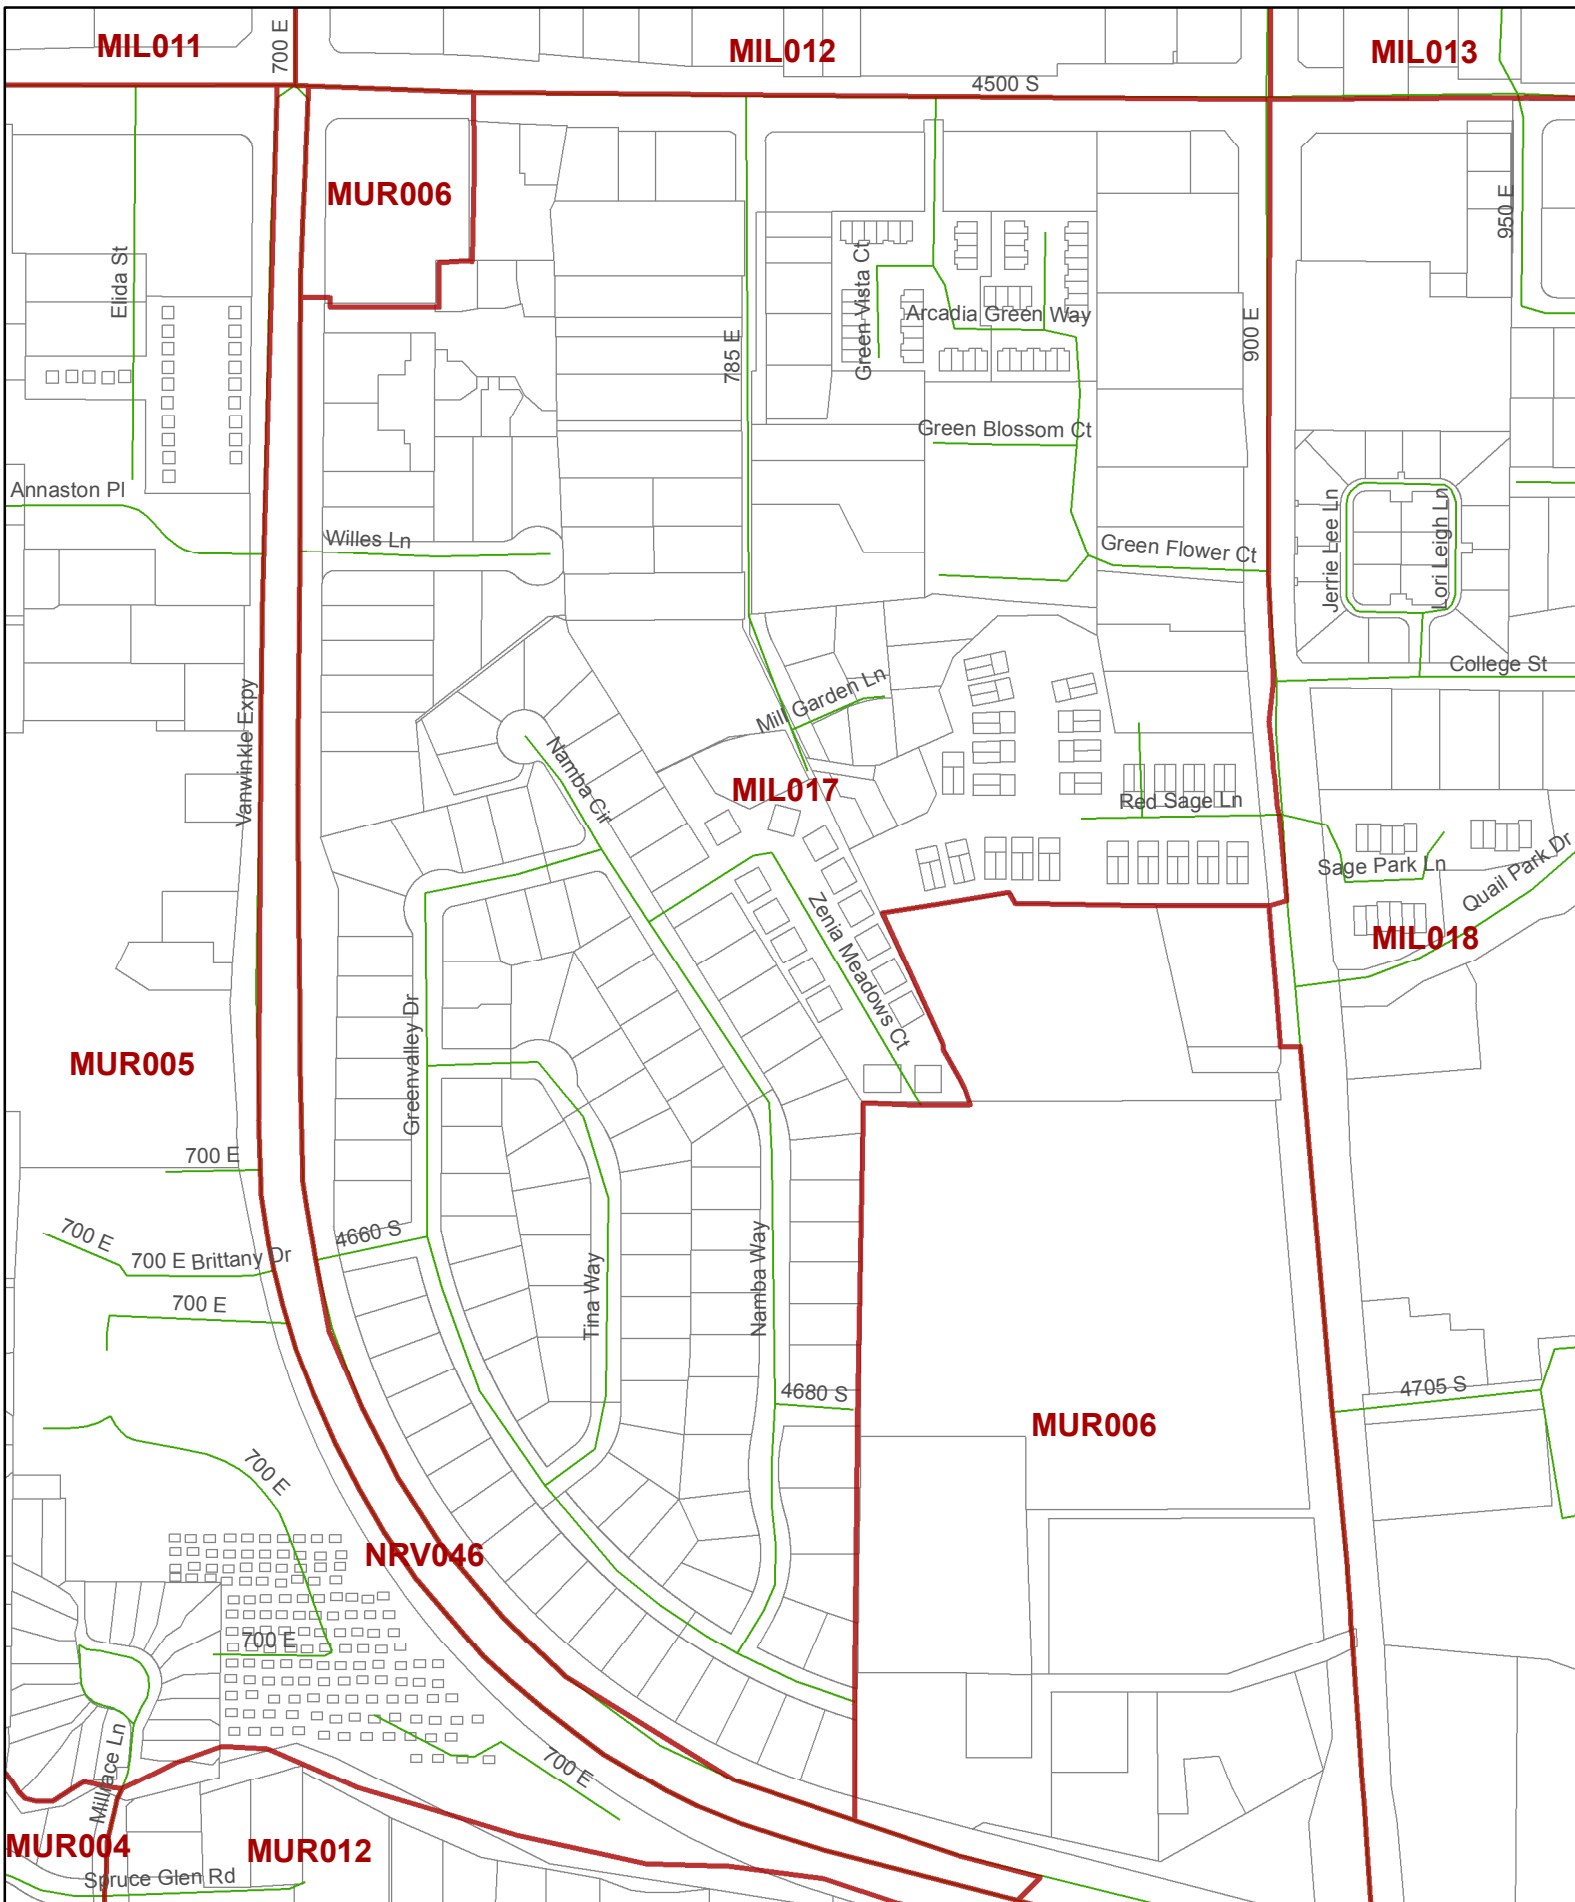 MIL011
700 E
MIL012
MIL013
4500 S
MUR006
950 E
Elida St
Green Vista Ct
Arcadia Green Way
785 E
900 E
Green Blossom Ct
Annaston Pl
Willes Ln
Green Flower Ct
Jerrie Lee Ln
Lori Leigh Ln
College St
Mill Garden Ln
Vanwinkle Expy
Namba Cir
MIL017
Red Sage Ln
Sage Park Ln
Quail Park Dr
Zenia Meadows Ct
MIL018
Greenvalley Dr
MUR005
700 E
700 E
4660 S
700 E
Brittany Dr
700 E
Tina Way
Namba Way
4680 S
4705 S
MUR006
700 E
NRV046
700 E
Millrace Ln
700 E
MUR004
MUR012
Spruce Glen Rd